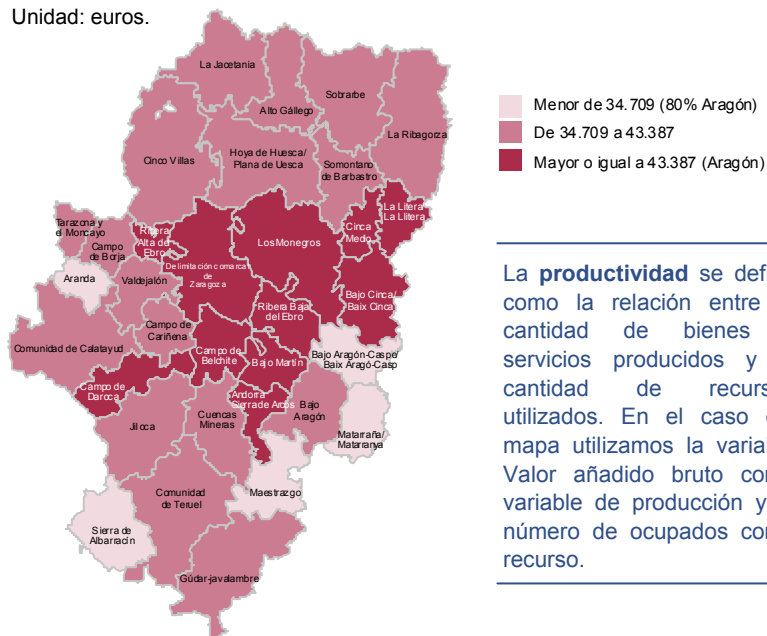 Unidad: euros.
La Jacetania
Alto Gállego
Sobrarbe
La Ribagorza
Cinco Villas
Hoya de Huesca/
Plana de Uesca
Somontano
de Barbastro
La Litera/
La Llitera
Cinca
Medo
Tarazona y
el Moncayo
Campo
de Borja
Ribera
Alta del
Ebro
Los Monegros
Delimitación comarcal
de
Zaragoza
Aranda
Valdejalón
Bajo Cinca/
Baix Cinca
Ribera Baja
del Ebro
Campo de
Cariñena
Comunidad de Calatayud
Campo de
Belchite
Bajo Martín
Bajo Aragón-Caspe/
Baix Aragó-Casp
Campo de
Daroca
Andorra
Sierra de Arcos
Bajo
Aragón
Jiloca
Cuencas
Mineras
Matarraña/
Matarranya
Maestrazgo
Comunidad
de Teruel
Sierra de
Albarracín
Gúdar-javalambre
Menor de 34.709 (80% Aragón)
De 34.709 a 43.387
Mayor o igual a 43.387 (Aragón)
La productividad se def
como la relación entre
cantidad de bienes
servicios producidos y
cantidad de recurs
utilizados. En el caso
mapa utilizamos la varia
Valor añadido bruto con
variable de producción y
número de ocupados con
recurso.